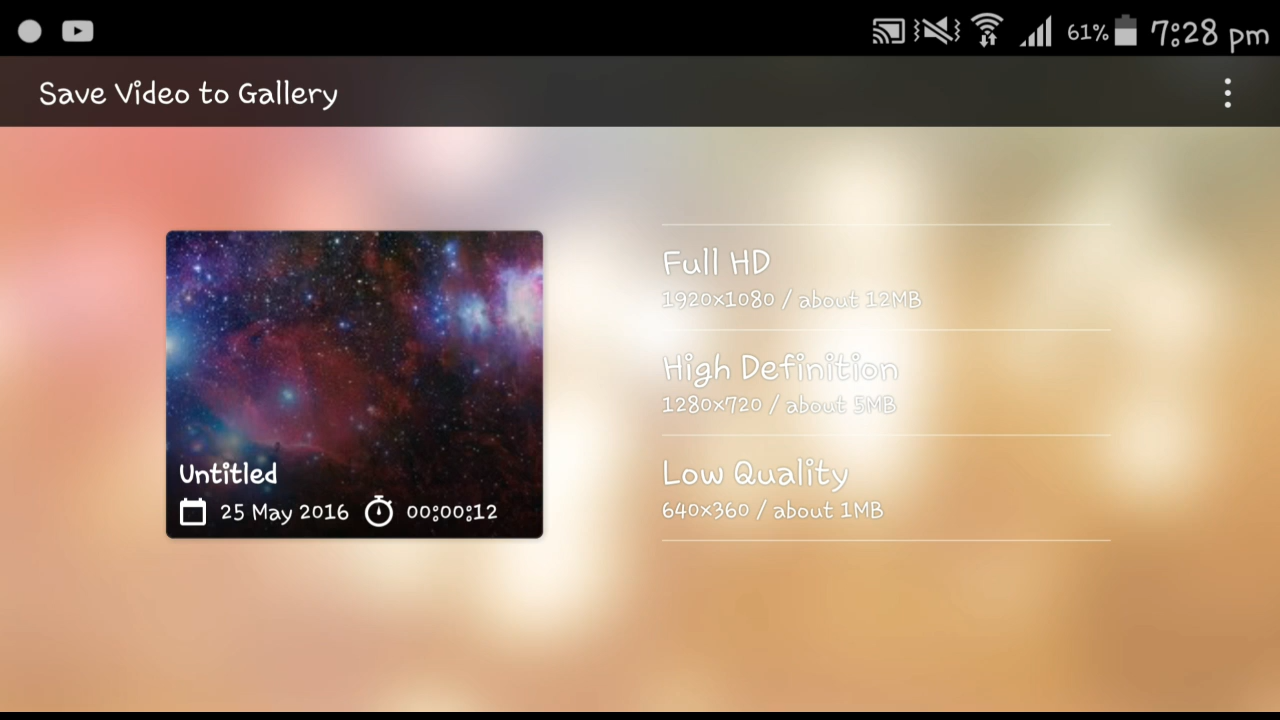 61% 7:28 pm
Save Video to Gallery
Full HD
1920x1080 / about 12MB
High Definition
1280x720 / about 5MB
Low Quality
640x360 / about 1MB
Untitled
25 May 2016 00:00:12